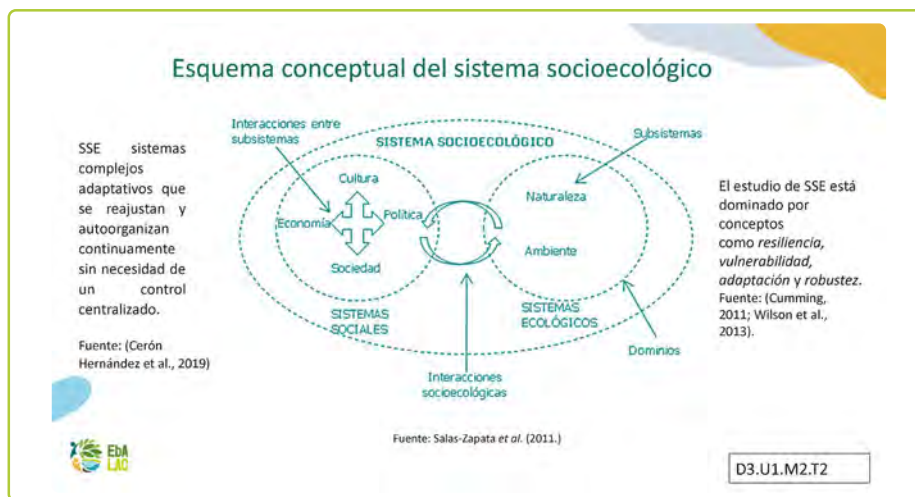 Esquema conceptual del sistema socioecológico
SSE sistemas
complejos
adaptativos que
se reajustan y
autoorganizan
continuamente
sin necesidad de
un control
centralizado.
Fuente: (Cerón
Hernández et al., 2019)
Interacciones entre
subsistemas
SISTEMA SOCIOECOLÓGICO
Subsistemas
Cultura
Economía
Política
Sociedad
Naturaleza
Ambiente
SISTEMAS
SOCIALES
SISTEMAS
ECOLÓGICOS
Dominios
Interacciones
socioecológicas
El estudio de SSE está
dominado por
conceptos
como resiliencia,
vulnerabilidad,
adaptación y robustez.
Fuente: (Cumming,
2011; Wilson et al.,
2013).
Fuente: Salas-Zapata et al. (2011.)
EbA
LAC
D3.U1.M2.T2